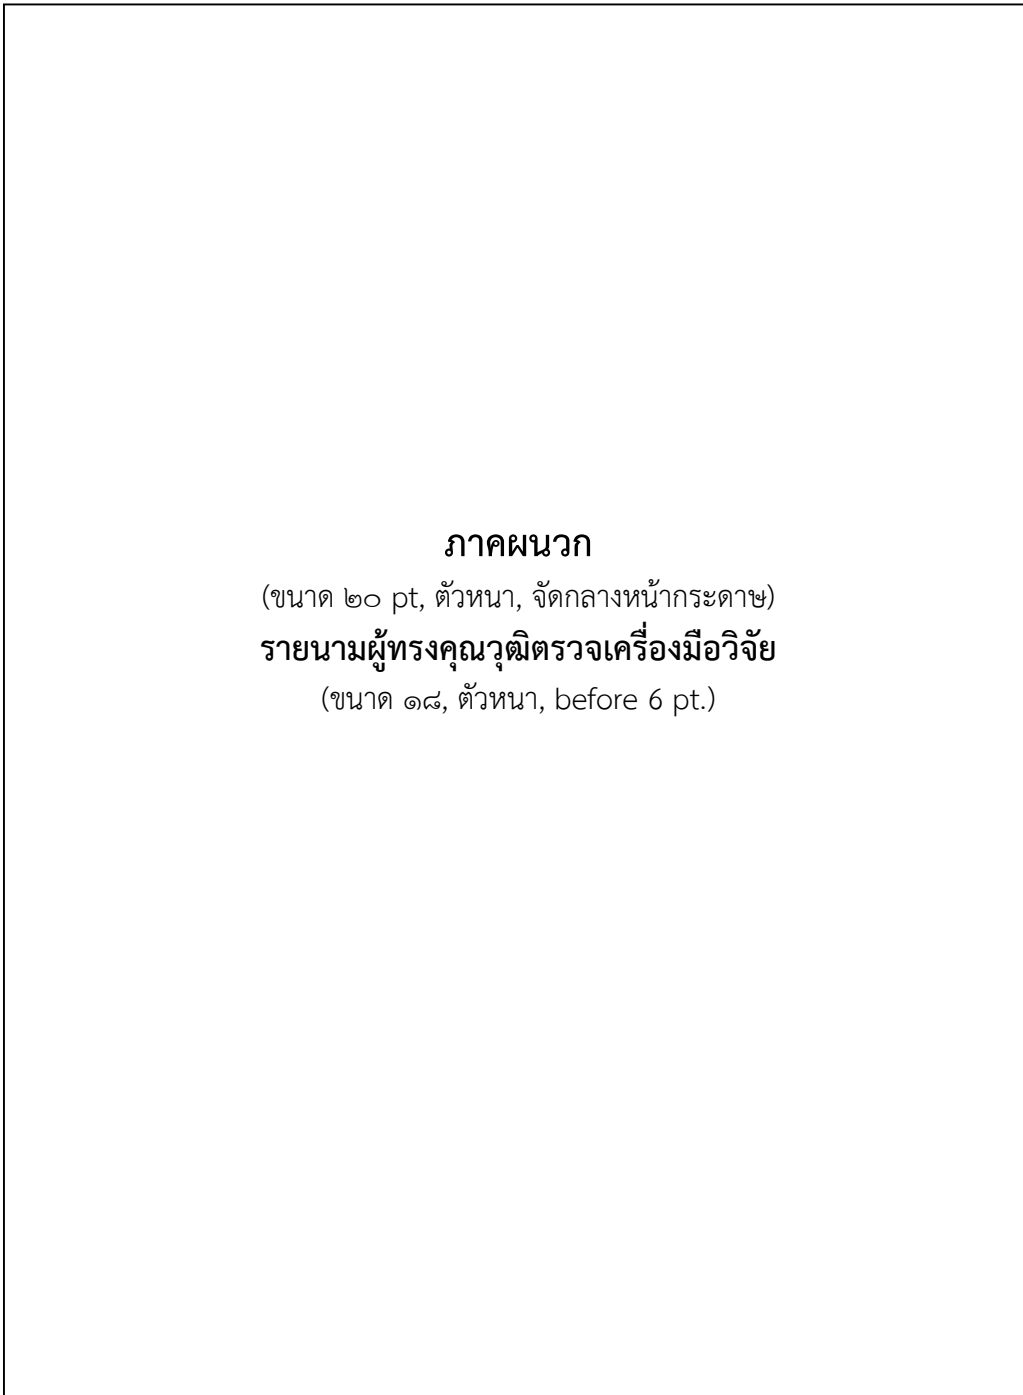 ภาคผนวก
(ขนาด ๒๐ pt, ตัวหนา, จัดกลางหน้ากระดาษ)
รายนามผู้ทรงคุณวุฒิตรวจเครื่องมือวิจัย
(ขนาด ๑๘, ตัวหนา, before 6 pt.)